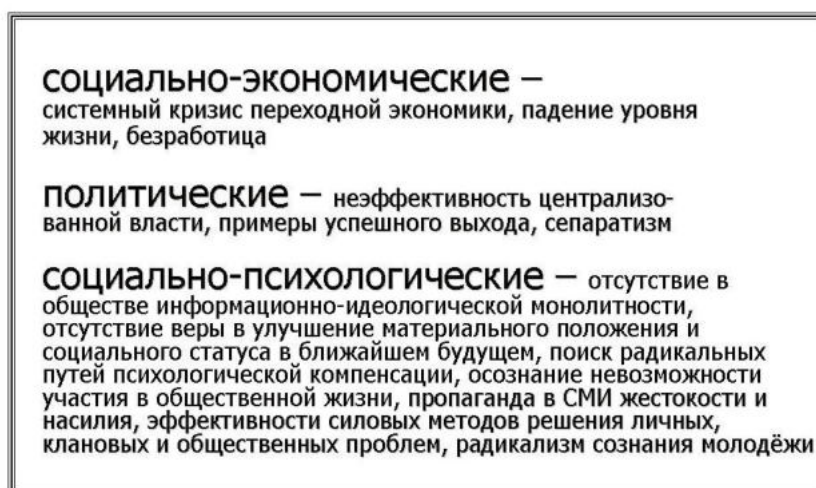 социально-экономические –
системный кризис переходной экономики, падение уровня
жизни, безработица
политические – неэффективность централизо-
ванной власти, примеры успешного выхода, сепаратизм
социально-психологические – отсутствие в
обществе информационно-идеологической монолитности,
отсутствие веры в улучшение материального положения и
социального статуса в ближайшем будущем, поиск радикальных
путей психологической компенсации, осознание невозможности
участия в общественной жизни, пропаганда в СМИ жестокости и
насилия, эффективности силовых методов решения личных,
клановых и общественных проблем, радикализм сознания молодёжи